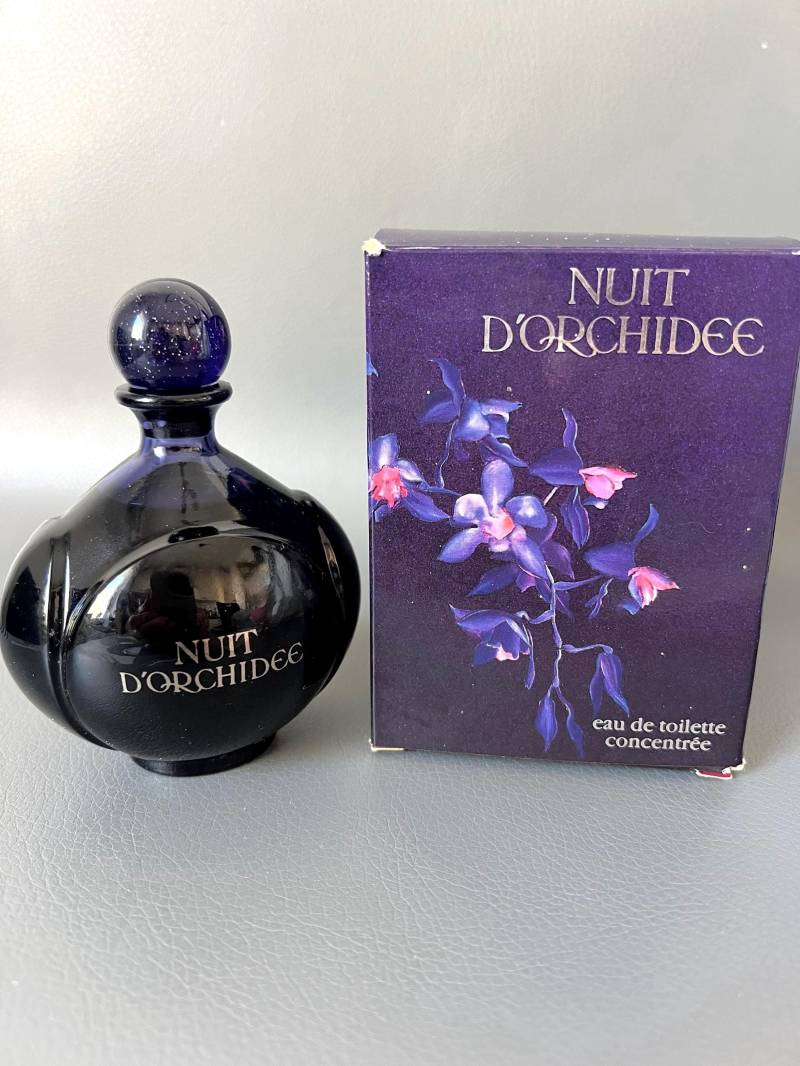 NUIT
D'ORCHIDEE
NUIT
D'ORCHIDEE
eau de toilette
concentrée